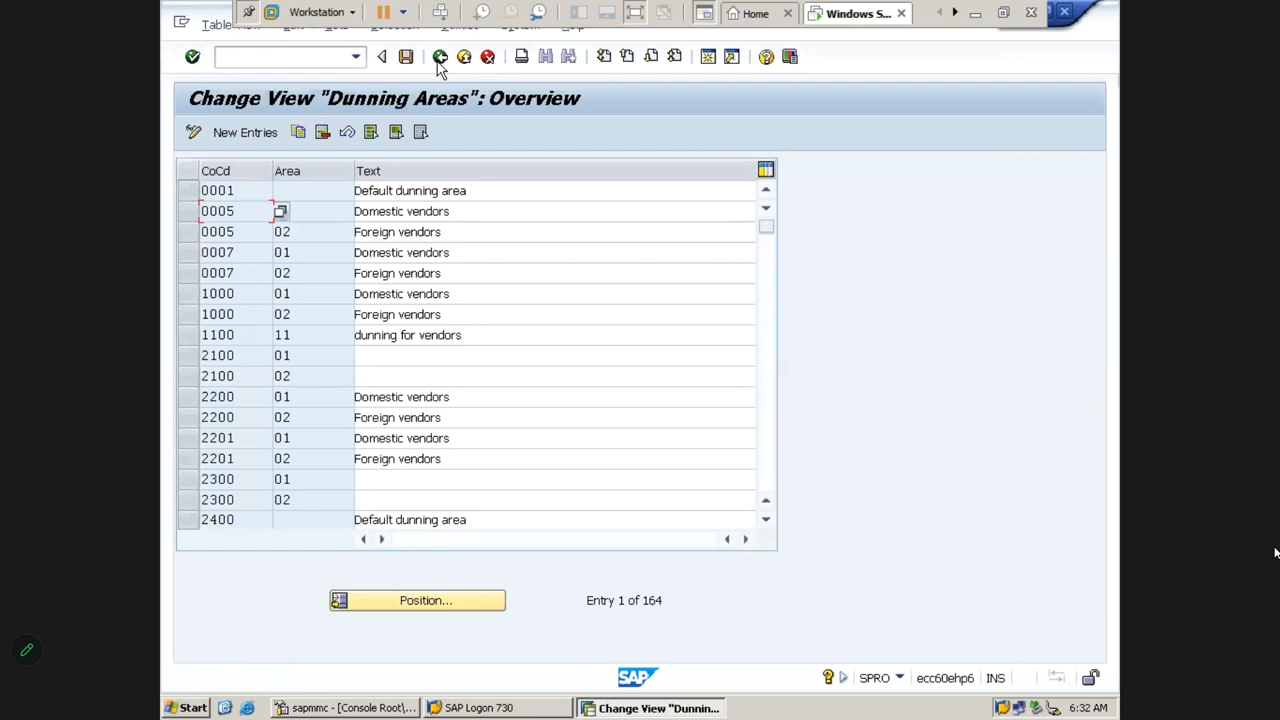 Workstation
Home
Windows S...
Table
Change View "Dunning Areas": Overview
New Entries
CoCd Area Text
0001 Default dunning area
0005 Domestic vendors
0005 02 Foreign vendors
0007 01 Domestic vendors
0007 02 Foreign vendors
1000 01 Domestic vendors
1000 02 Foreign vendors
1100 11 dunning for vendors
2100 01
2100 02
2200 01 Domestic vendors
2200 02 Foreign vendors
2201 01 Domestic vendors
2201 02 Foreign vendors
2300 01
2300 02
2400 Default dunning area
Position...
Entry 1 of 164
SAP
SPRO
ecc60ehp6
INS
Start
sapmmc - [Console Root\...
SAP Logon 730
Change View "Dunnin...
6:32 AM